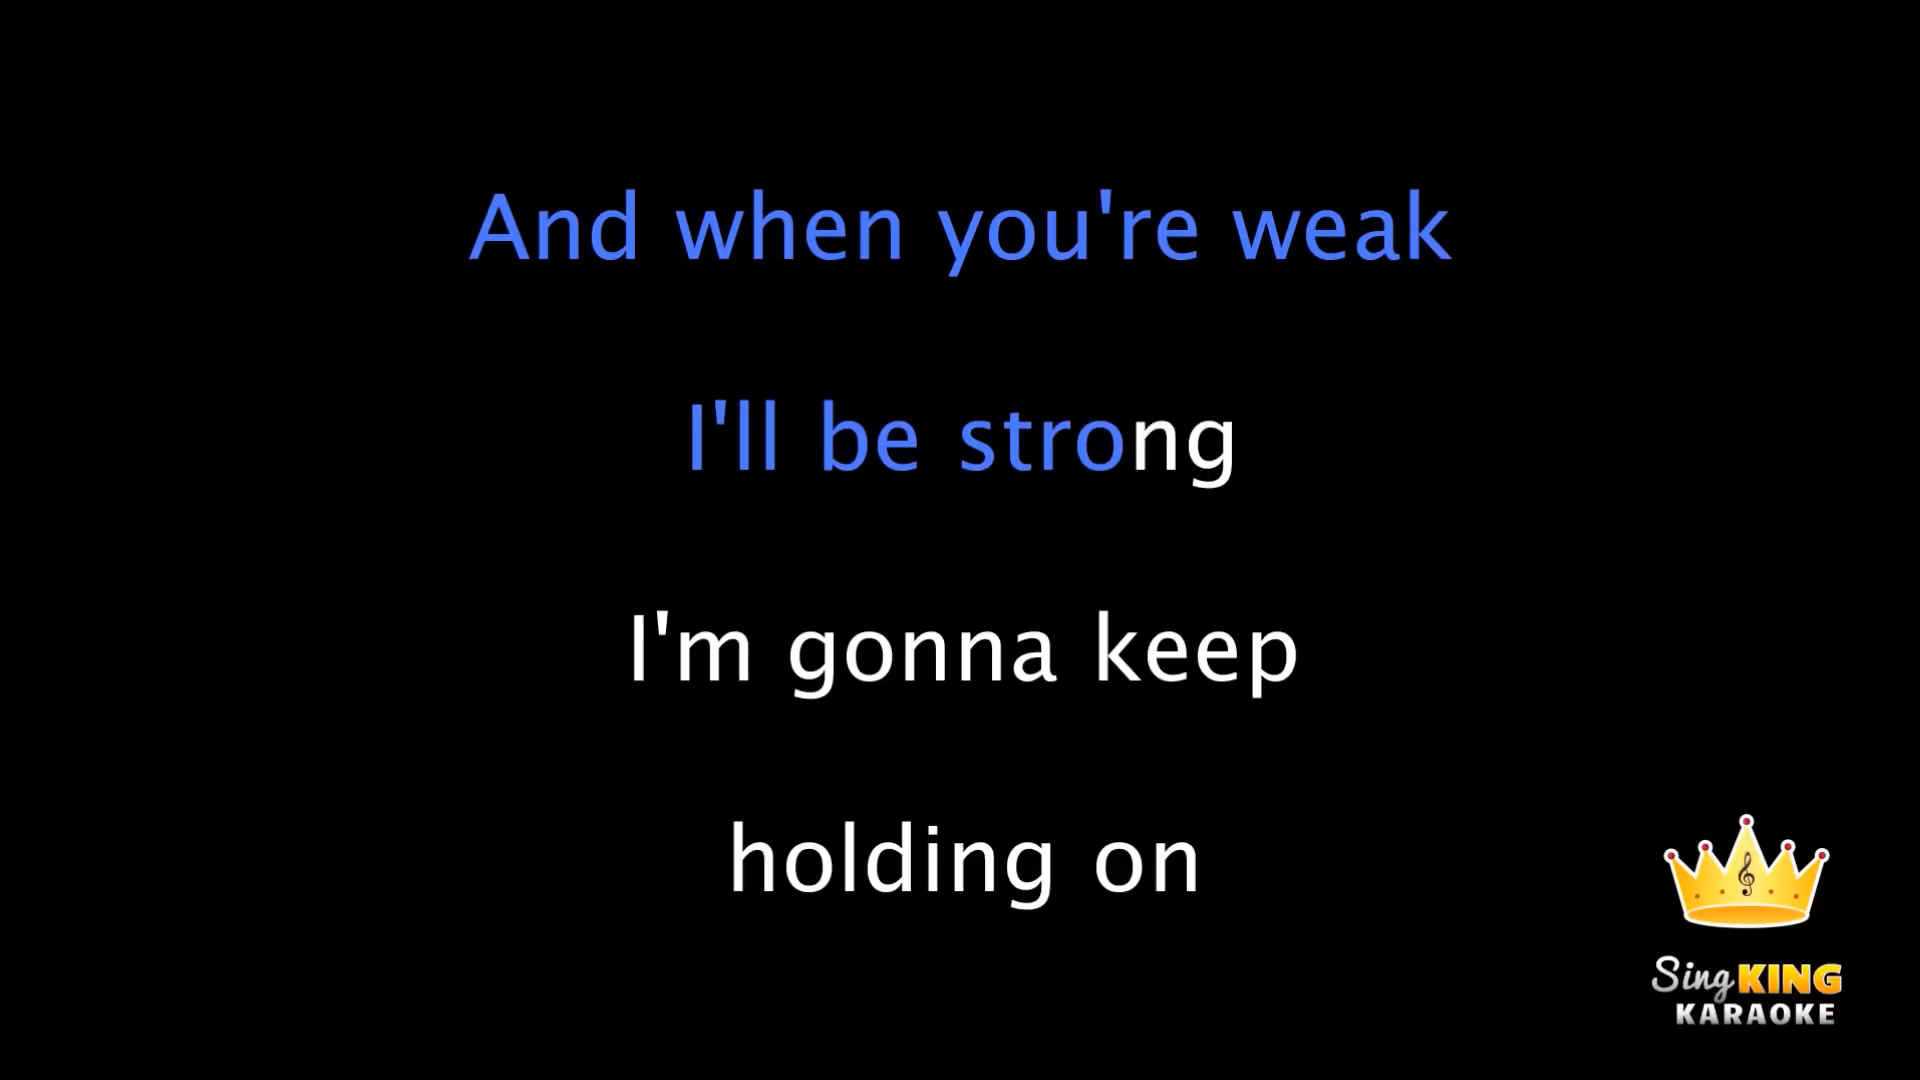 And when you're weak
I'll be strong
I'm gonna keep
holding on
Sing KING
KARAOKE